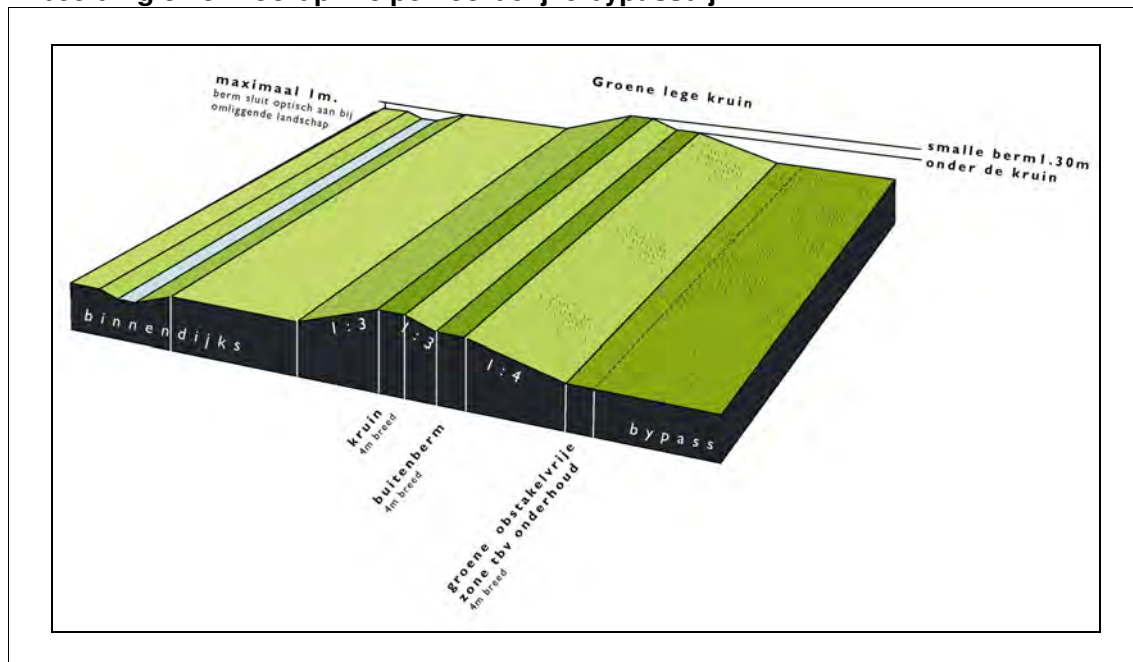 maximaal 1m.
berm sluit optisch aan bij
omliggende landschap
Groene lege kruin
smalle berm 1.30m
onder de kruin
binnendijks
1:3
1:3
1:4
bypass
kruin
4m breed
buitenberm
4m breed
groene obstakelvrije
zone tbv onderhoud
4m breed